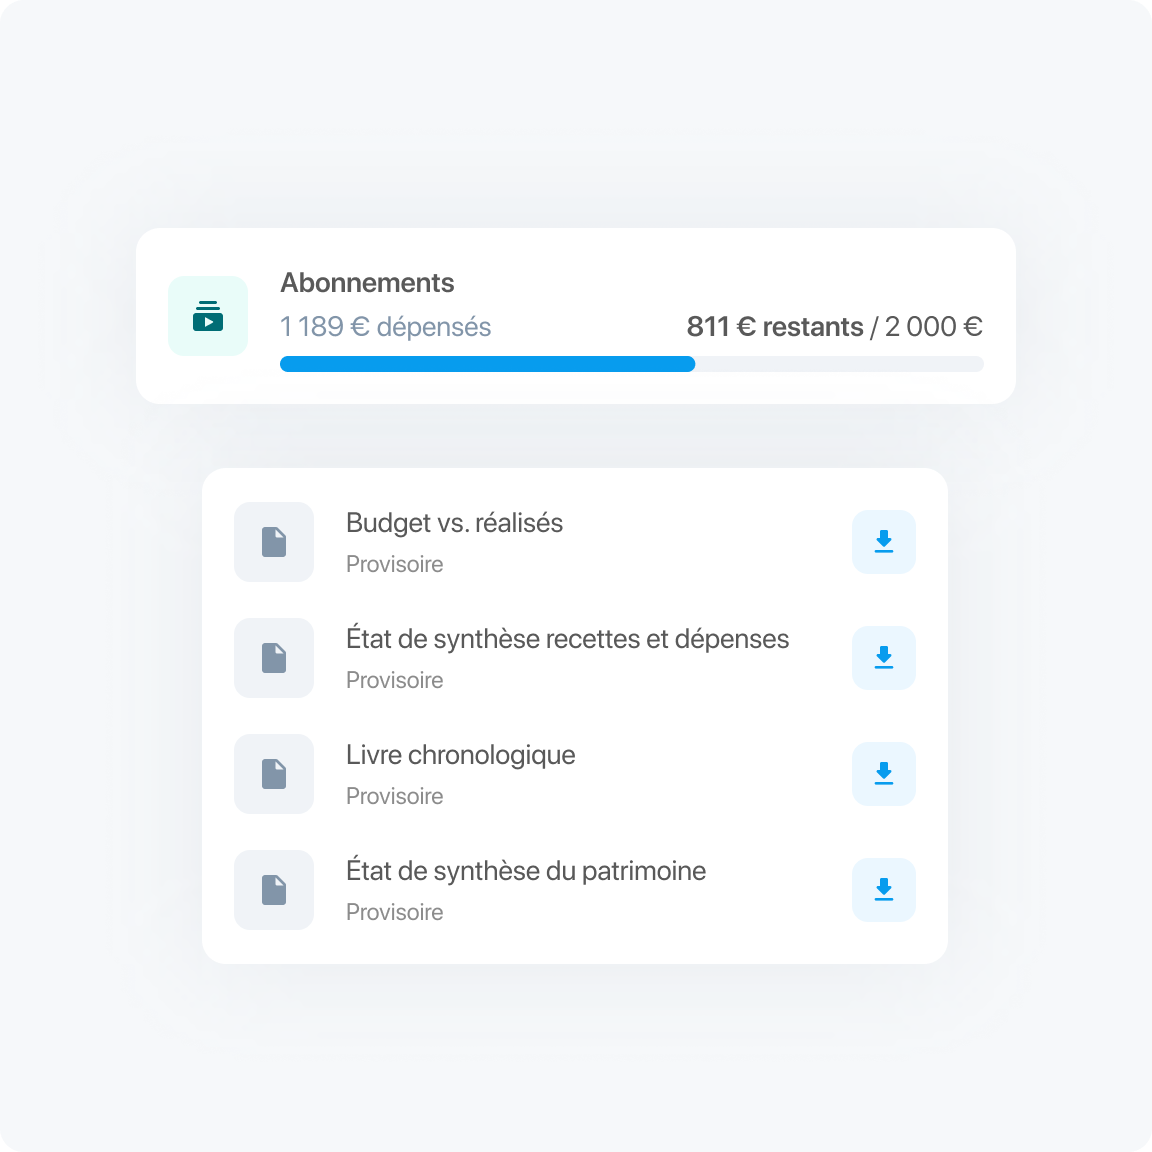 Abonnements
1 189 € dépensés
811 € restants / 2 000 €
Budget vs. réalisés
Provisoire
État de synthèse recettes et dépenses
Provisoire
Livre chronologique
Provisoire
État de synthèse du patrimoine
Provisoire